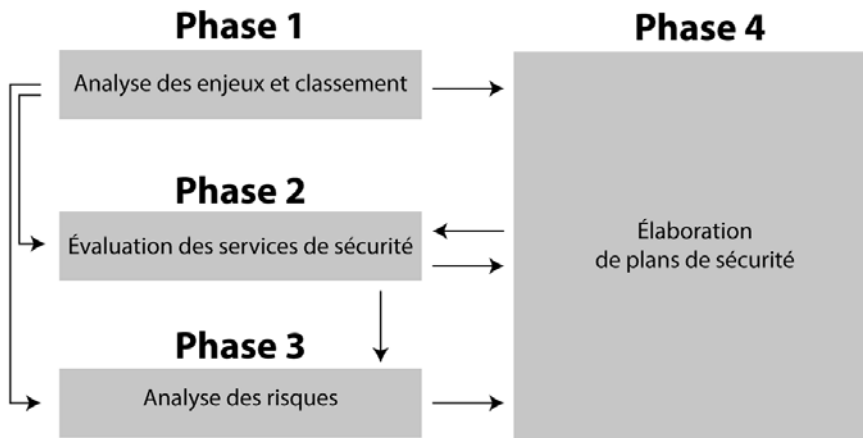 Phase 1
Analyse des enjeux et classement
Phase 2
Évaluation des services de sécurité
Phase 3
Analyse des risques
Phase 4
Élaboration
de plans de sécurité